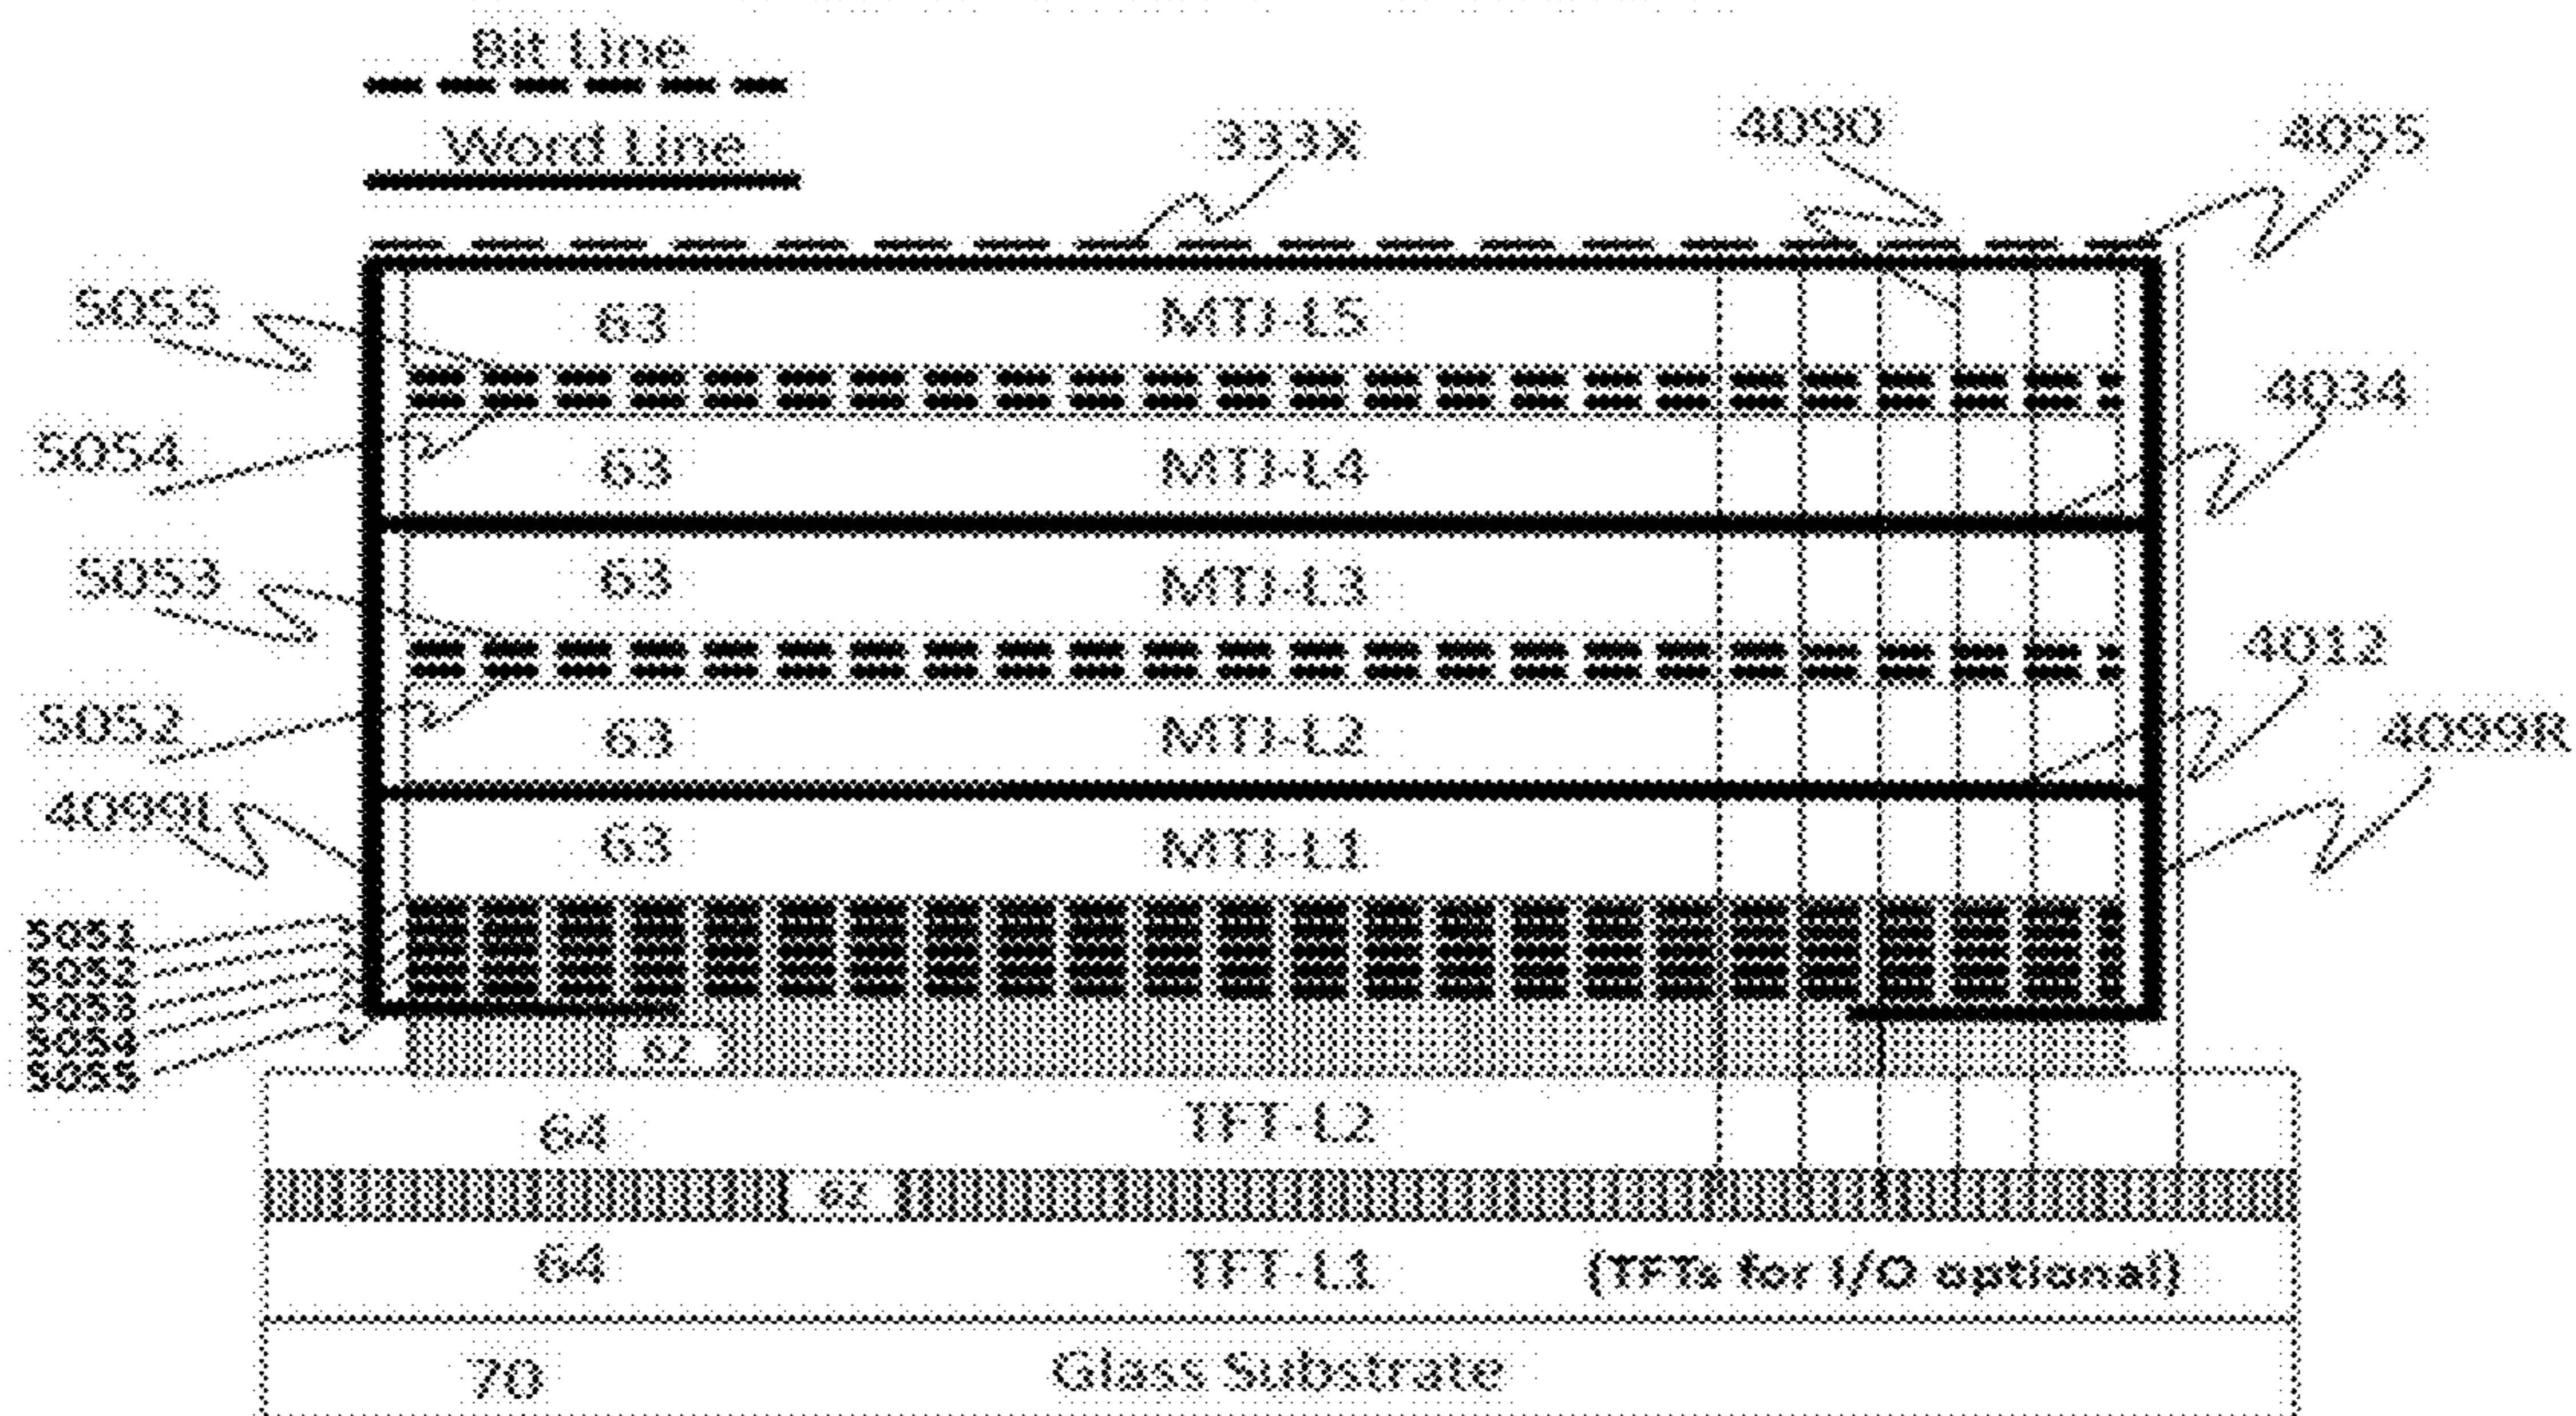 Bit Line
Word Line
333X
4090
4055
5055
63 MTJ-L5
5054
63 MTJ-L4
4034
5053
63 MTJ-L3
5052
63 MTJ-L2
4012
4099R
4099L
63 MTJ-L1
5051
5052
5053
5054
5055
62
64 TFT-L2
64 TFT-L1 (TFTs for I/O optional)
70 Glass Substrate